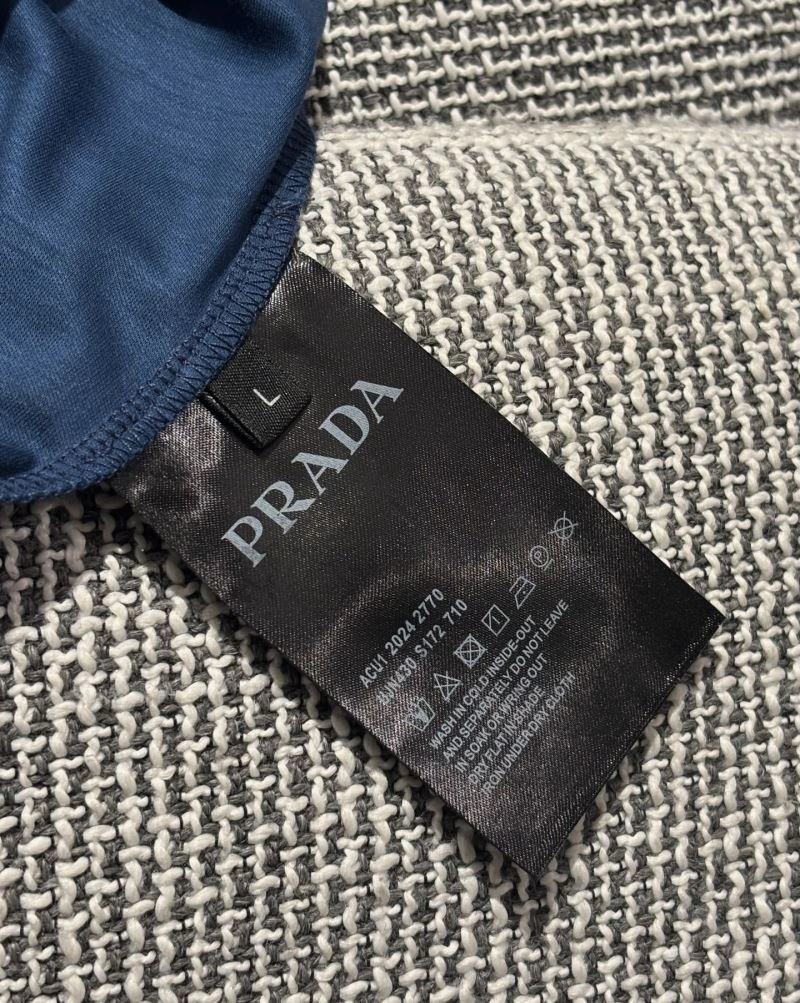 L
PRADA
ACU1 2024 2770
S172 710
WASH IN COLD INSIDE-OUT
AND SEPARATELY DO NOT LEAVE
IN SOAK OR WRING OUT
DRY FLAT IN SHADE
IRON UNDER DRY CLOTH